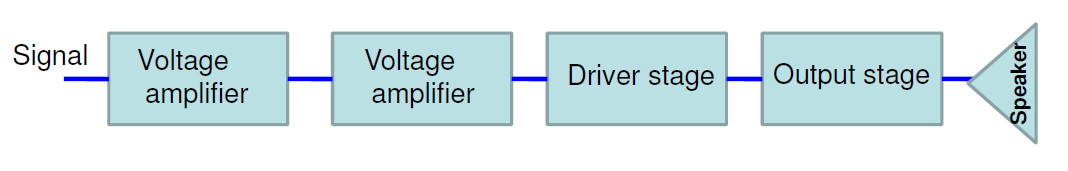 Signal
Voltage
amplifier
Voltage
amplifier
Driver stage
Output stage
Speaker